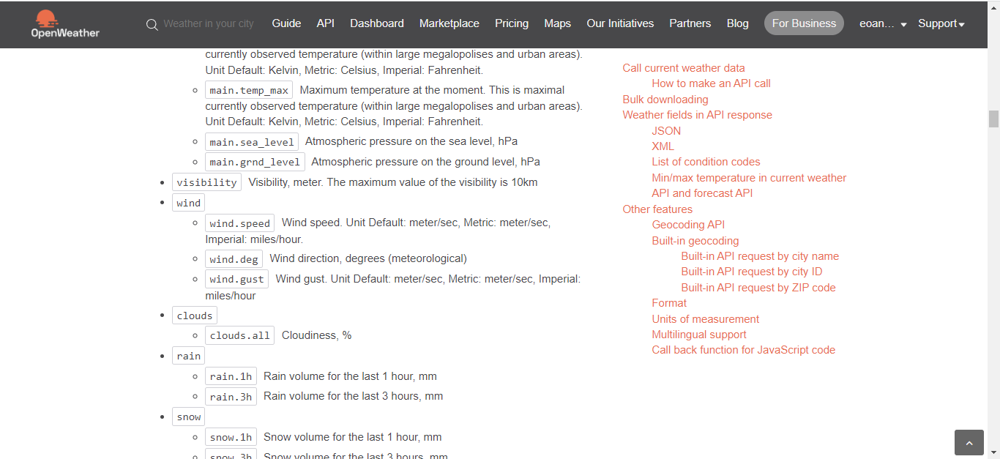 OpenWeather
Weather in your city
Guide API Dashboard Marketplace Pricing Maps Our Initiatives Partners Blog For Business eoan... Support
currently observed temperature (within large megalopolises and urban areas).
Unit Default: Kelvin, Metric: Celsius, Imperial: Fahrenheit.
main.temp_max Maximum temperature at the moment. This is maximal
currently observed temperature (within large megalopolises and urban areas).
Unit Default: Kelvin, Metric: Celsius, Imperial: Fahrenheit.
main.sea_level Atmospheric pressure on the sea level, hPa
main.grnd_level Atmospheric pressure on the ground level, hPa
visibility Visibility, meter. The maximum value of the visibility is 10km
wind
wind.speed Wind speed. Unit Default: meter/sec, Metric: meter/sec,
Imperial: miles/hour.
wind.deg Wind direction, degrees (meteorological)
wind.gust Wind gust. Unit Default: meter/sec, Metric: meter/sec, Imperial:
miles/hour
clouds
clouds.all Cloudiness, %
rain
rain.1h Rain volume for the last 1 hour, mm
rain.3h Rain volume for the last 3 hours, mm
snow
snow.1h Snow volume for the last 1 hour, mm
snow.3h Snow volume for the last 3 hours, mm
Call current weather data
How to make an API call
Bulk downloading
Weather fields in API response
JSON
XML
List of condition codes
Min/max temperature in current weather
API and forecast API
Other features
Geocoding API
Built-in geocoding
Built-in API request by city name
Built-in API request by city ID
Built-in API request by ZIP code
Format
Units of measurement
Multilingual support
Call back function for JavaScript code